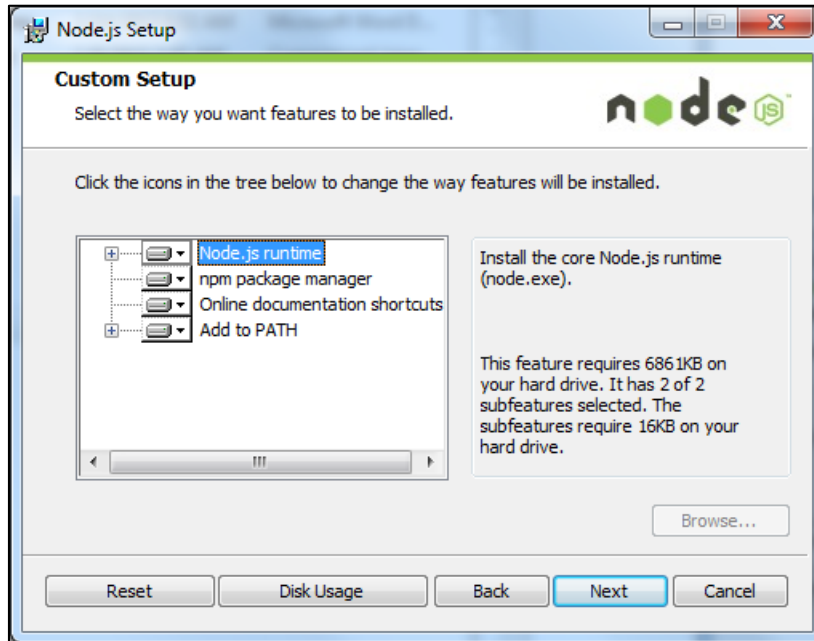 Node.js Setup
Custom Setup
Select the way you want features to be installed.
node JS
Click the icons in the tree below to change the way features will be installed.
Node.js runtime
npm package manager
Online documentation shortcuts
Add to PATH
Install the core Node.js runtime
(node.exe).
This feature requires 6861KB on
your hard drive. It has 2 of 2
subfeatures selected. The
subfeatures require 16KB on your
hard drive.
Browse...
Reset
Disk Usage
Back
Next
Cancel